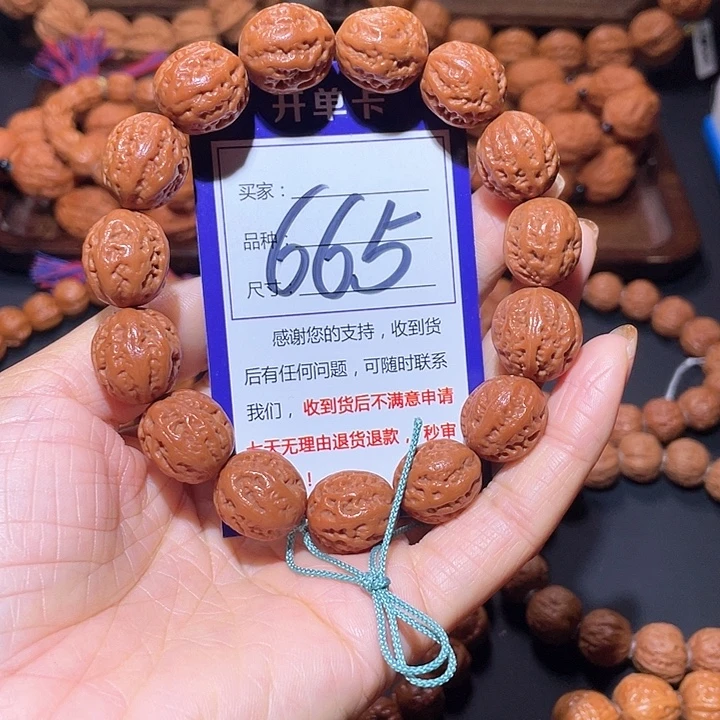 开单卡
买家：
品种：
665
尺寸：
感谢您的支持，收到货
后有任何问题，可随时联系
我们，收到货后不满意申请
七天无理由退货退款，秒审
！